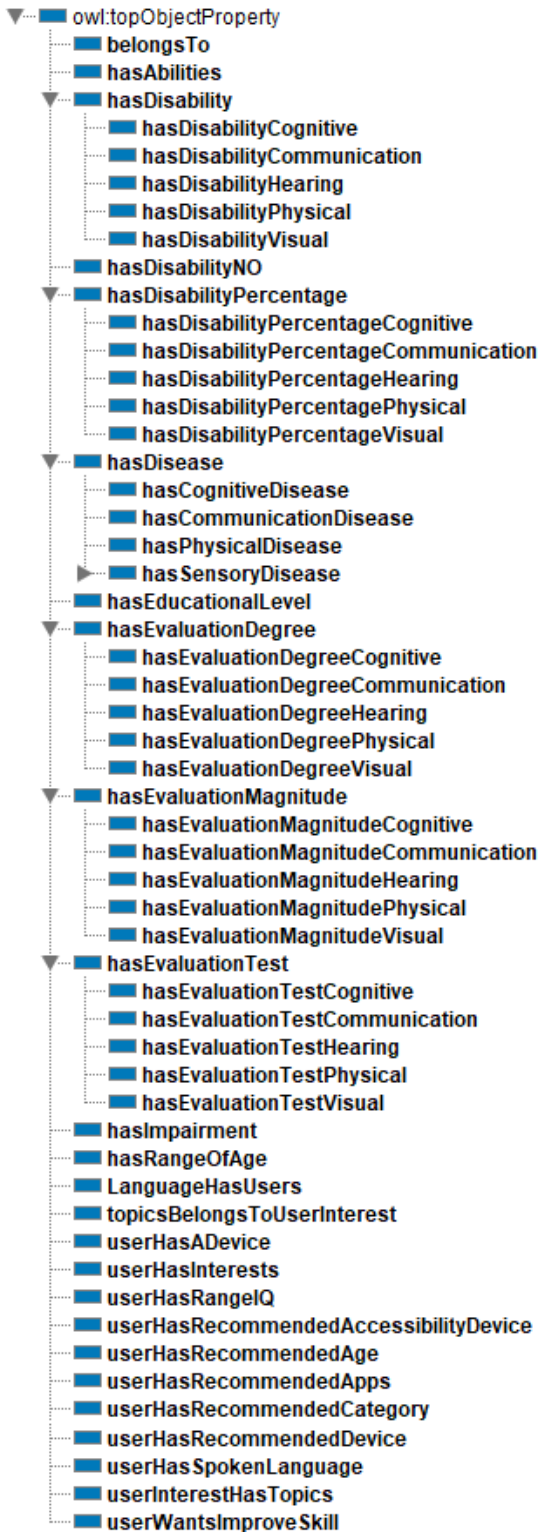 owl:topObjectProperty
belongsTo
hasAbilities
hasDisability
hasDisabilityCognitive
hasDisabilityCommunication
hasDisabilityHearing
hasDisabilityPhysical
hasDisabilityVisual
hasDisabilityNO
hasDisabilityPercentage
hasDisabilityPercentageCognitive
hasDisabilityPercentageCommunication
hasDisabilityPercentageHearing
hasDisabilityPercentagePhysical
hasDisabilityPercentageVisual
hasDisease
hasCognitiveDisease
hasCommunicationDisease
hasPhysicalDisease
hasSensoryDisease
hasEducationalLevel
hasEvaluationDegree
hasEvaluationDegreeCognitive
hasEvaluationDegreeCommunication
hasEvaluationDegreeHearing
hasEvaluationDegreePhysical
hasEvaluationDegreeVisual
hasEvaluationMagnitude
hasEvaluationMagnitudeCognitive
hasEvaluationMagnitudeCommunication
hasEvaluationMagnitudeHearing
hasEvaluationMagnitudePhysical
hasEvaluationMagnitudeVisual
hasEvaluationTest
hasEvaluationTestCognitive
hasEvaluationTestCommunication
hasEvaluationTestHearing
hasEvaluationTestPhysical
hasEvaluationTestVisual
hasImpairment
hasRangeOfAge
LanguageHasUsers
topicsBelongsToUserInterest
userHasADevice
userHasInterests
userHasRangeIQ
userHasRecommendedAccessibilityDevice
userHasRecommendedAge
userHasRecommendedApps
userHasRecommendedCategory
userHasRecommendedDevice
userHasSpokenLanguage
userInterestHasTopics
userWantsImproveSkill